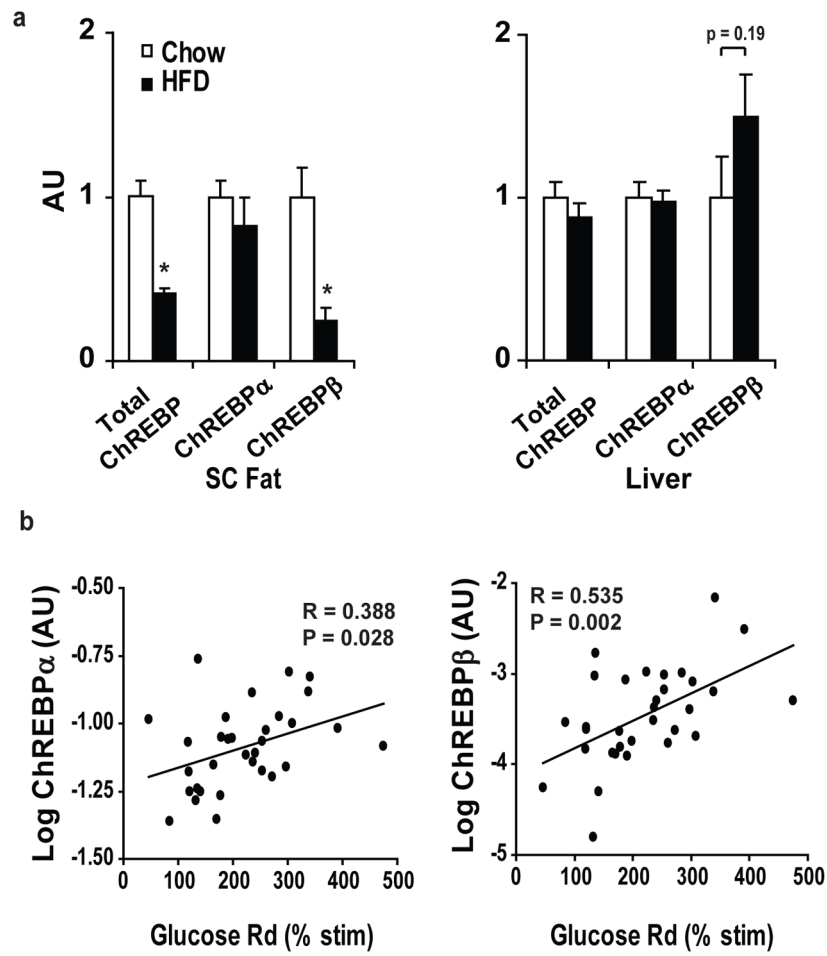 a
2
1
0
AU
Chow
HFD
*
*
Total
ChREBP
ChREBPα
ChREBPβ
SC Fat
2
1
0
p = 0.19
Total
ChREBP
ChREBPα
ChREBPβ
Liver
b
Log ChREBPα (AU)
-0.50
-0.75
-1.00
-1.25
-1.50
R = 0.388
P = 0.028
0 100 200 300 400 500
Glucose Rd (% stim)
Log ChREBPβ (AU)
-2
-3
-4
-5
R = 0.535
P = 0.002
0 100 200 300 400 500
Glucose Rd (% stim)